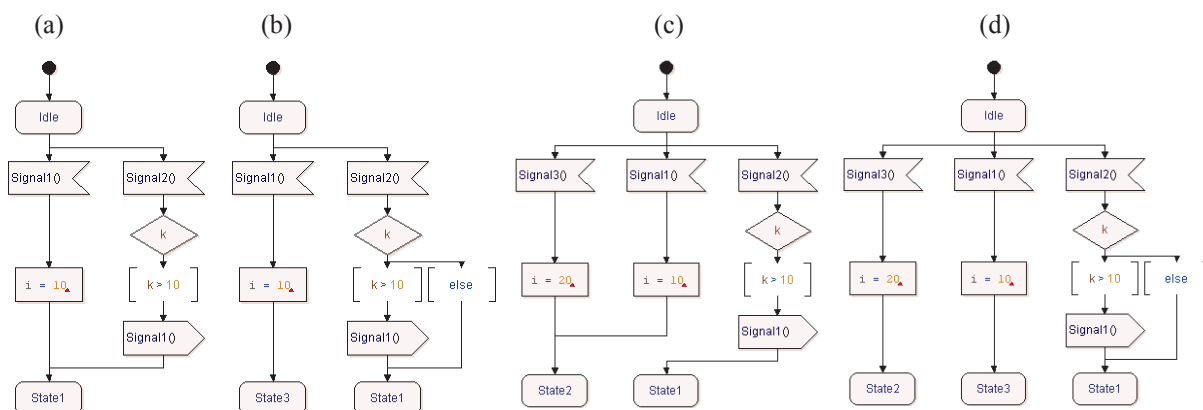 (a)
Idle
Signal1()
Signal2()
k
i = 10
k > 10
Signal1()
State1
(b)
Idle
Signal1()
Signal2()
k
i = 10
k > 10
else
Signal1()
State3
State1
(c)
Idle
Signal3()
Signal1()
Signal2()
k
i = 20
i = 10
k > 10
Signal1()
State2
State1
(d)
Idle
Signal3()
Signal1()
Signal2()
k
i = 20
i = 10
k > 10
else
Signal1()
State2
State3
State1